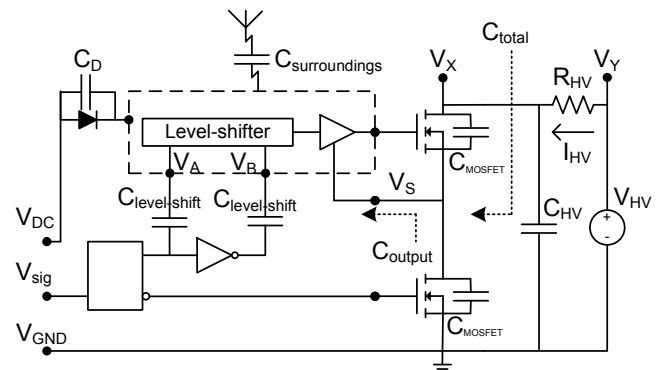 C_D
C_surroundings
C_total
V_X
R_HV
V_Y
I_HV
Level-shifter
V_A
V_B
C_MOSFET
C_level-shift
C_level-shift
V_S
C_HV
V_HV
+
-
V_DC
C_output
V_sig
C_MOSFET
V_GND